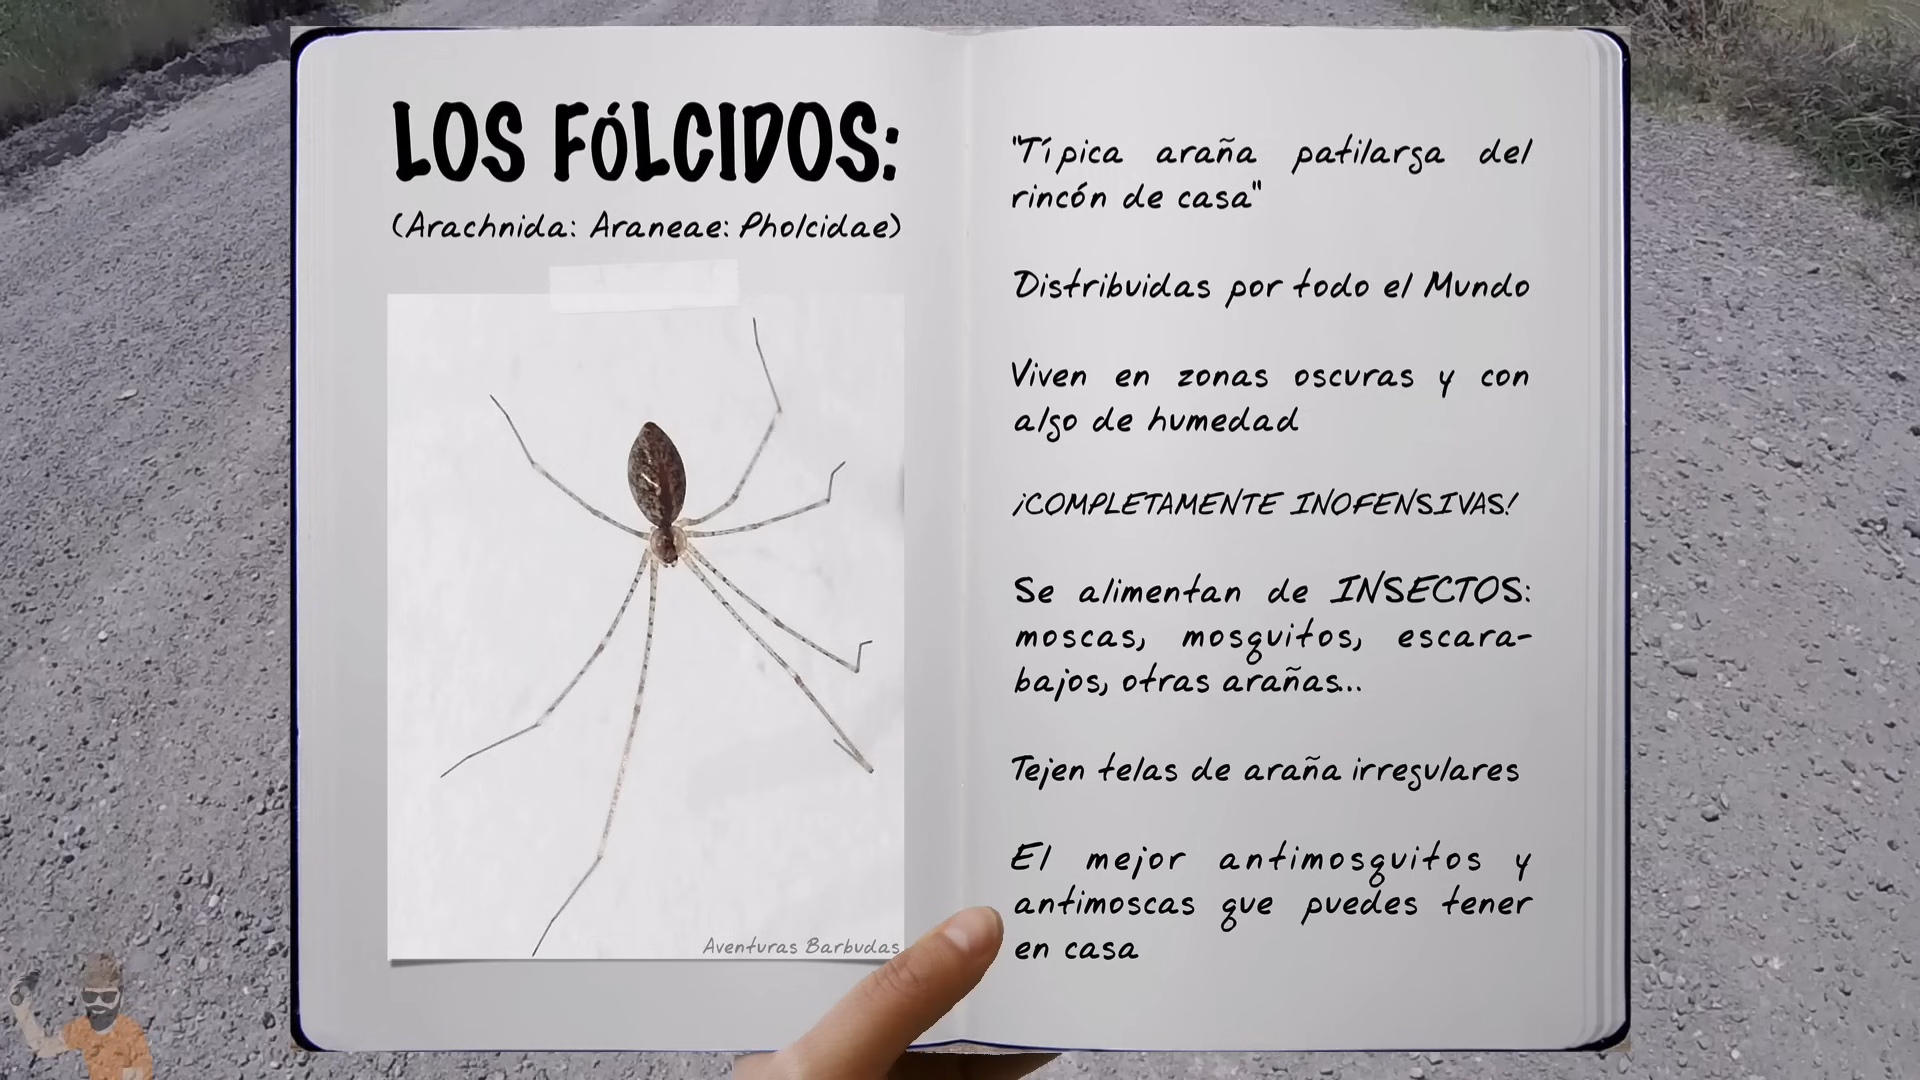 LOS FÓLCIDOS:
(Arachnida: Araneae: Pholcidae)
Aventuras Barbudas
"Típica araña patilarga del
rincón de casa"
Distribuidas por todo el Mundo
Viven en zonas oscuras y con
algo de humedad
¡COMPLETAMENTE INOFENSIVAS!
Se alimentan de INSECTOS:
moscas, mosquitos, escara-
bajos, otras arañas...
Tejen telas de araña irregulares
El mejor antimosquitos y
antimoscas que puedes tener
en casa